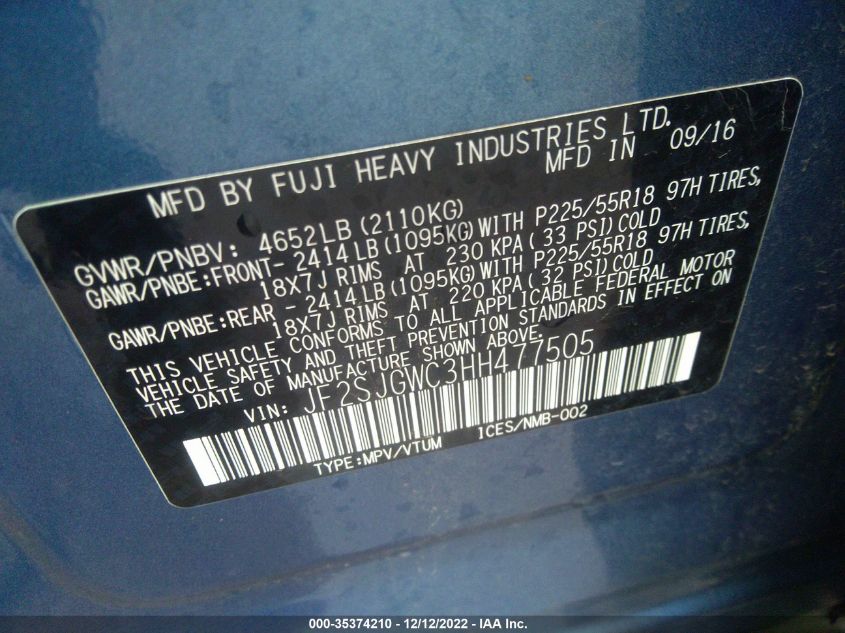 MFD BY FUJI HEAVY INDUSTRIES LTD.
MFD IN 09/16
GVWR/PNBV: 4652LB (2110KG)
GAWR/PNBE:FRONT- 2414LB (1095KG) WITH P225/55R18 97H TIRES,
18X7J RIMS AT 230 KPA (33 PSI) COLD
GAWR/PNBE:REAR - 2414LB (1095KG) WITH P225/55R18 97H TIRES,
18X7J RIMS AT 220 KPA (32 PSI) COLD
THIS VEHICLE CONFORMS TO ALL APPLICABLE FEDERAL MOTOR
VEHICLE SAFETY AND THEFT PREVENTION STANDARDS IN EFFECT ON
THE DATE OF MANUFACTURE SHOWN ABOVE.
VIN: JF2SJGWC3HH477505
TYPE:MPV/VTUM ICES/NMB-002
000-35374210 - 12/12/2022 - IAA Inc.